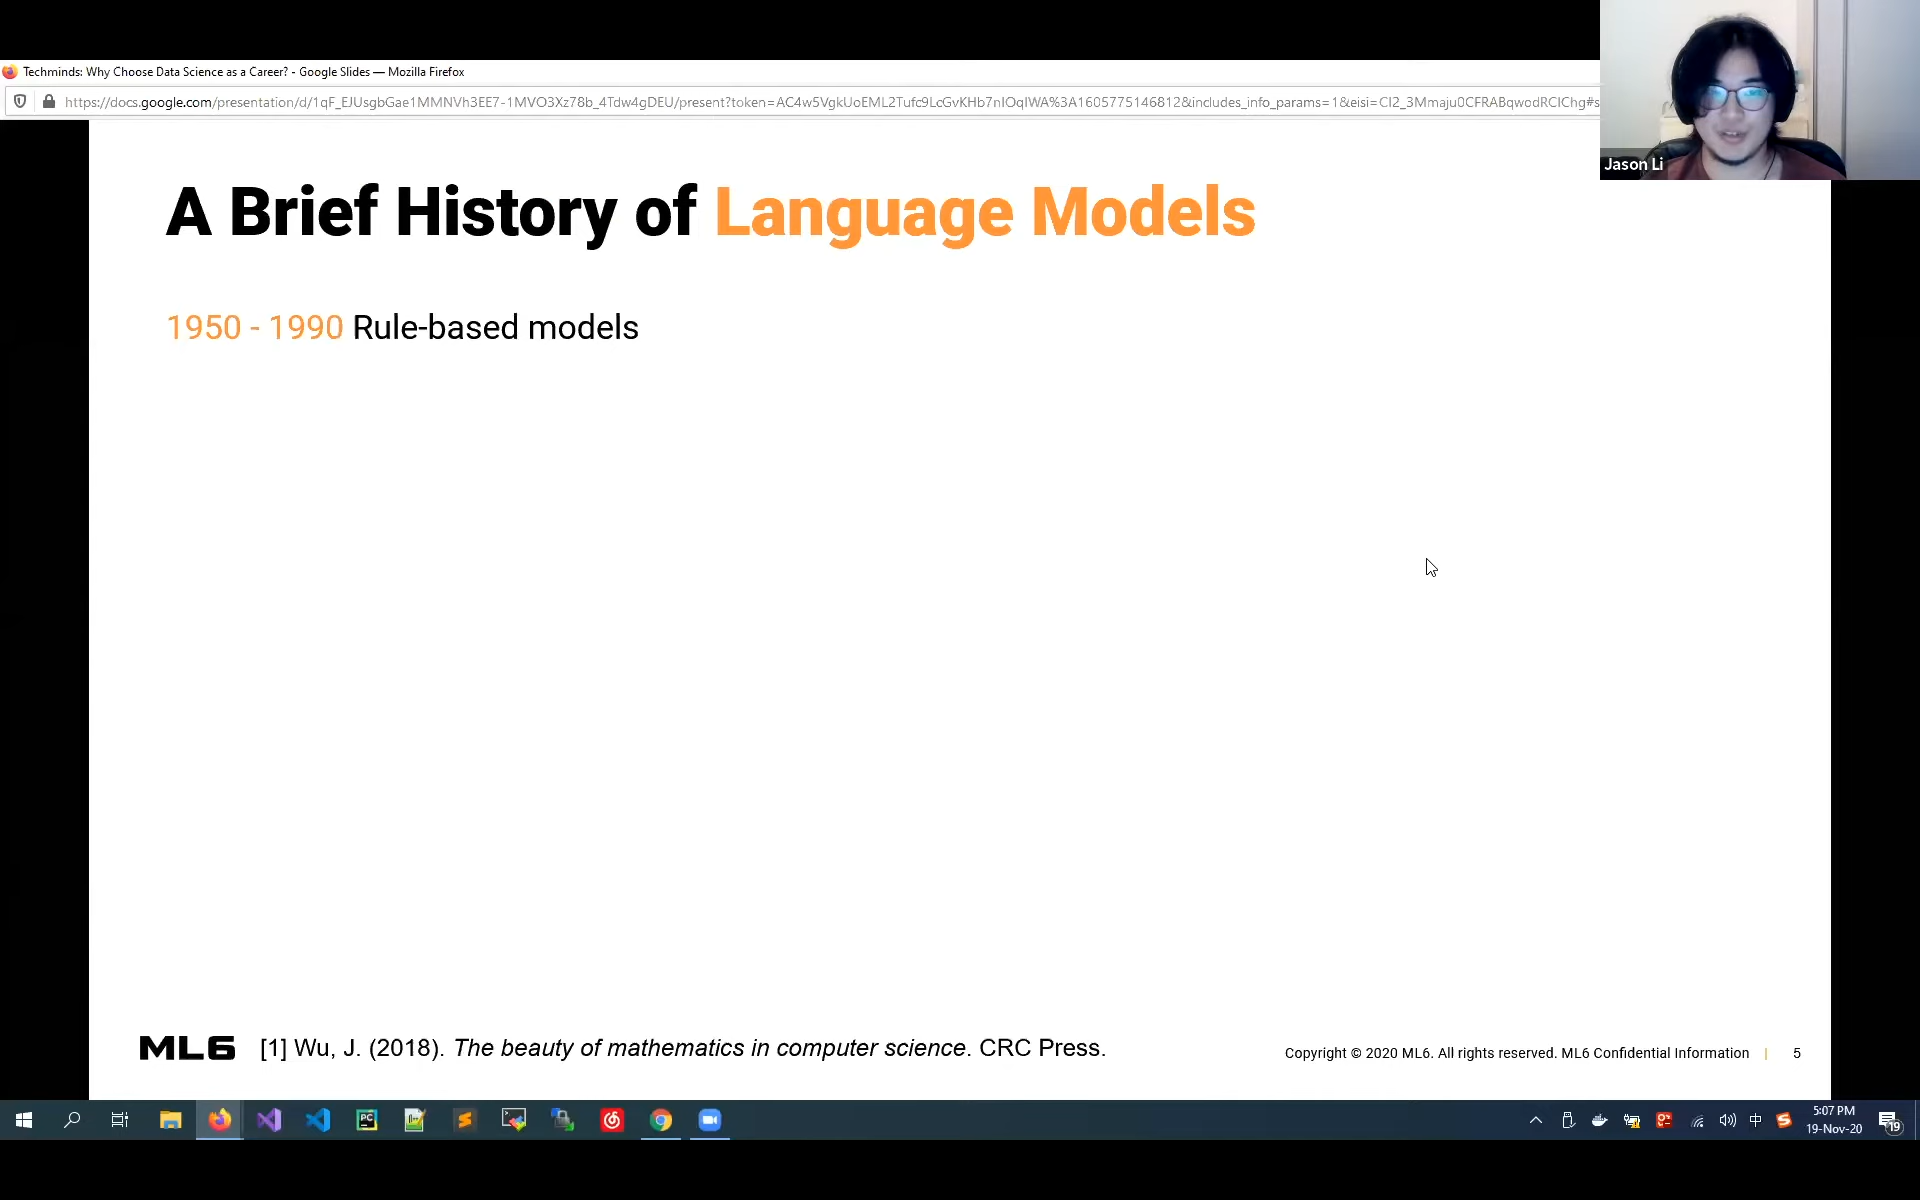 Techminds: Why Choose Data Science as a Career? - Google Slides — Mozilla Firefox
https://docs.google.com/presentation/d/1qF_EJUsgbGae1MMNVh3EE7-1MVO3Xz78b_4Tdw4gDEU/present?token=AC4w5VgkUoEML2Tufc9LcGvKHb7nIOqIWA%3A1605775146812&includes_info_params=1&eisi=CI2_3Mmaju0CFRABqwodRCIChg#s
Jason Li
A Brief History of Language Models
1950 - 1990 Rule-based models
ML6 [1] Wu, J. (2018). The beauty of mathematics in computer science. CRC Press.
Copyright © 2020 ML6. All rights reserved. ML6 Confidential Information | 5
中
5:07 PM
19-Nov-20
19